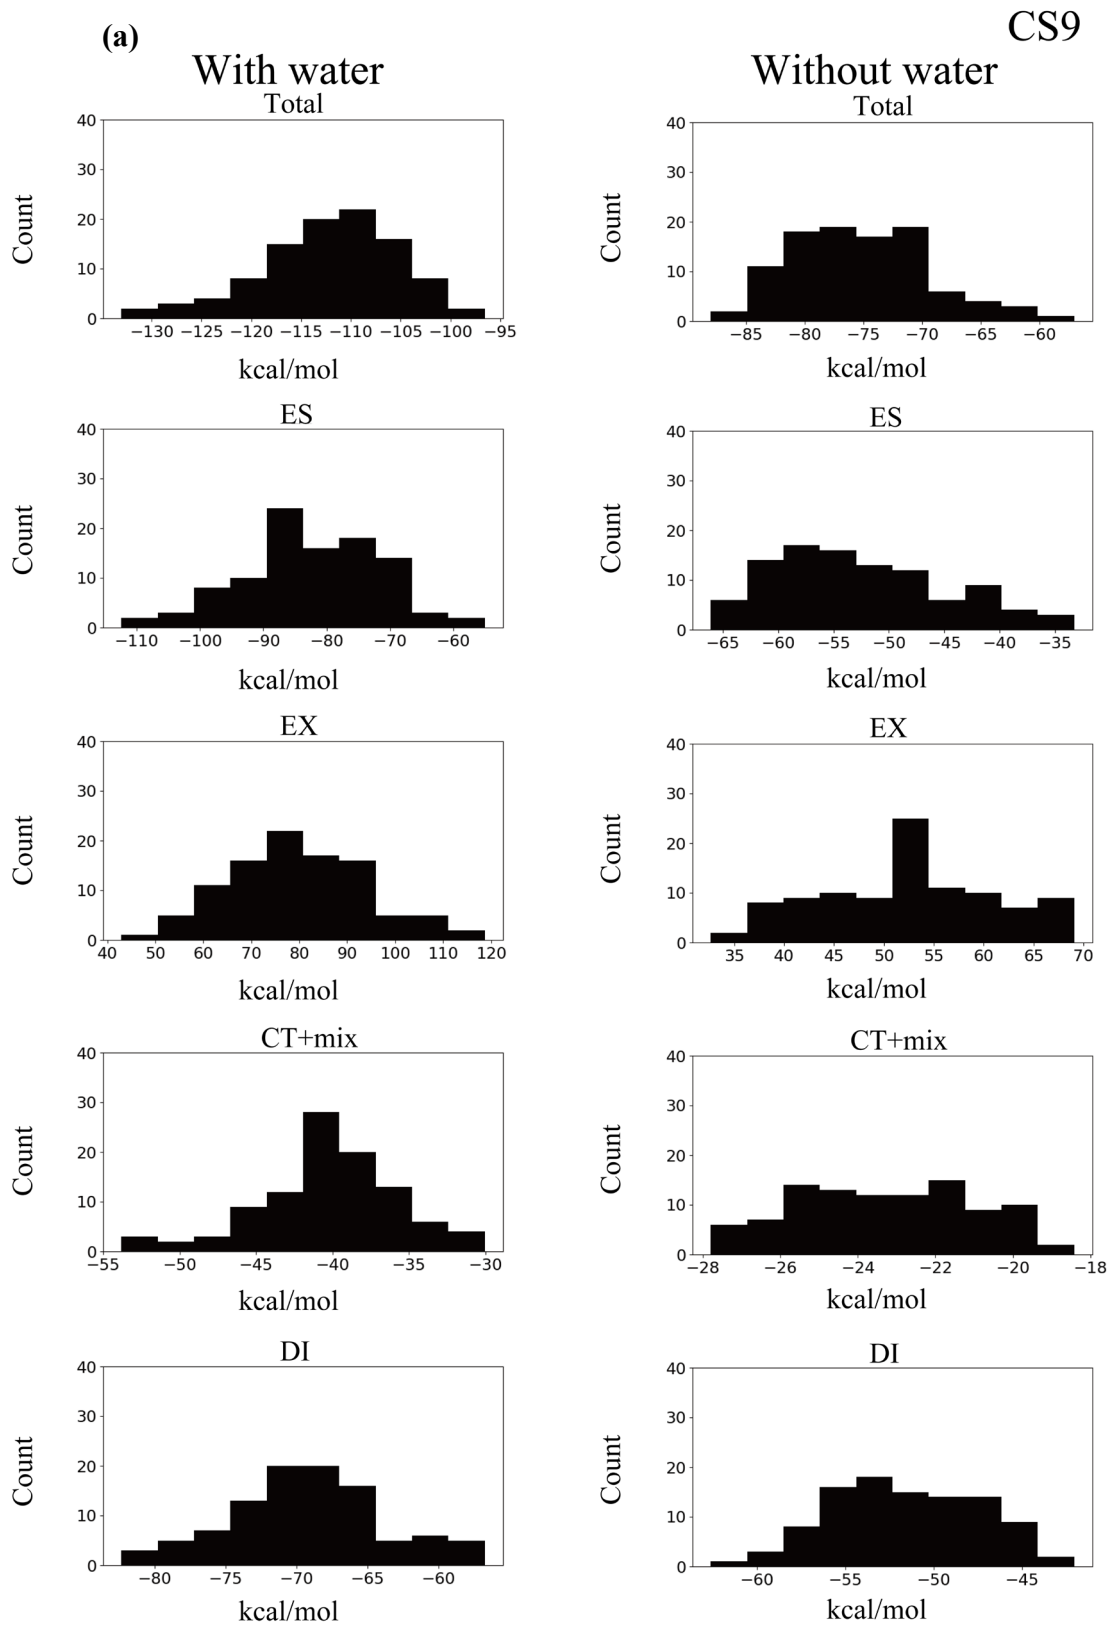 (a)
CS9
With water
Without water
Total
Count
40
30
20
10
0
−130 −125 −120 −115 −110 −105 −100 −95
kcal/mol
Total
Count
40
30
20
10
0
−85 −80 −75 −70 −65 −60
kcal/mol
ES
Count
40
30
20
10
0
−110 −100 −90 −80 −70 −60
kcal/mol
ES
Count
40
30
20
10
0
−65 −60 −55 −50 −45 −40 −35
kcal/mol
EX
Count
40
30
20
10
0
40 50 60 70 80 90 100 110 120
kcal/mol
EX
Count
40
30
20
10
0
35 40 45 50 55 60 65 70
kcal/mol
CT+mix
Count
40
30
20
10
0
−55 −50 −45 −40 −35 −30
kcal/mol
CT+mix
Count
40
30
20
10
0
−28 −26 −24 −22 −20 −18
kcal/mol
DI
Count
40
30
20
10
0
−80 −75 −70 −65 −60
kcal/mol
DI
Count
40
30
20
10
0
−60 −55 −50 −45
kcal/mol